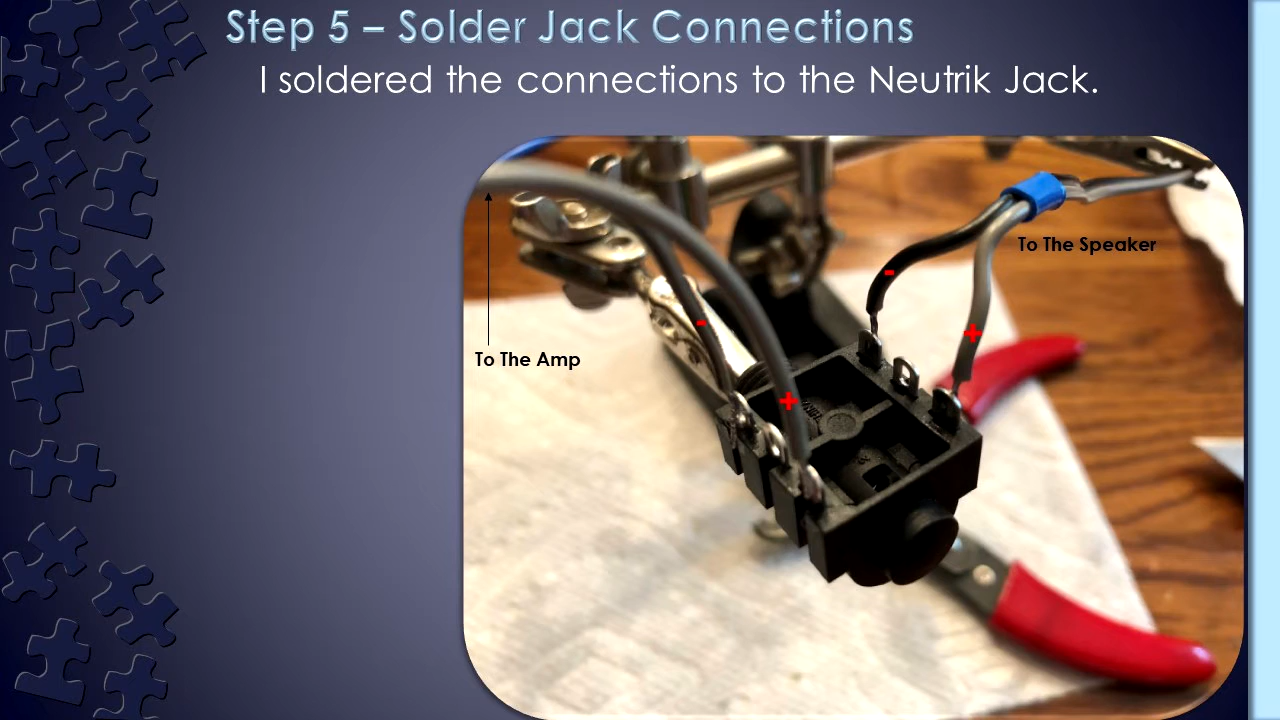 Step 5 – Solder Jack Connections
I soldered the connections to the Neutrik Jack.
To The Speaker
-
+
-
To The Amp
+